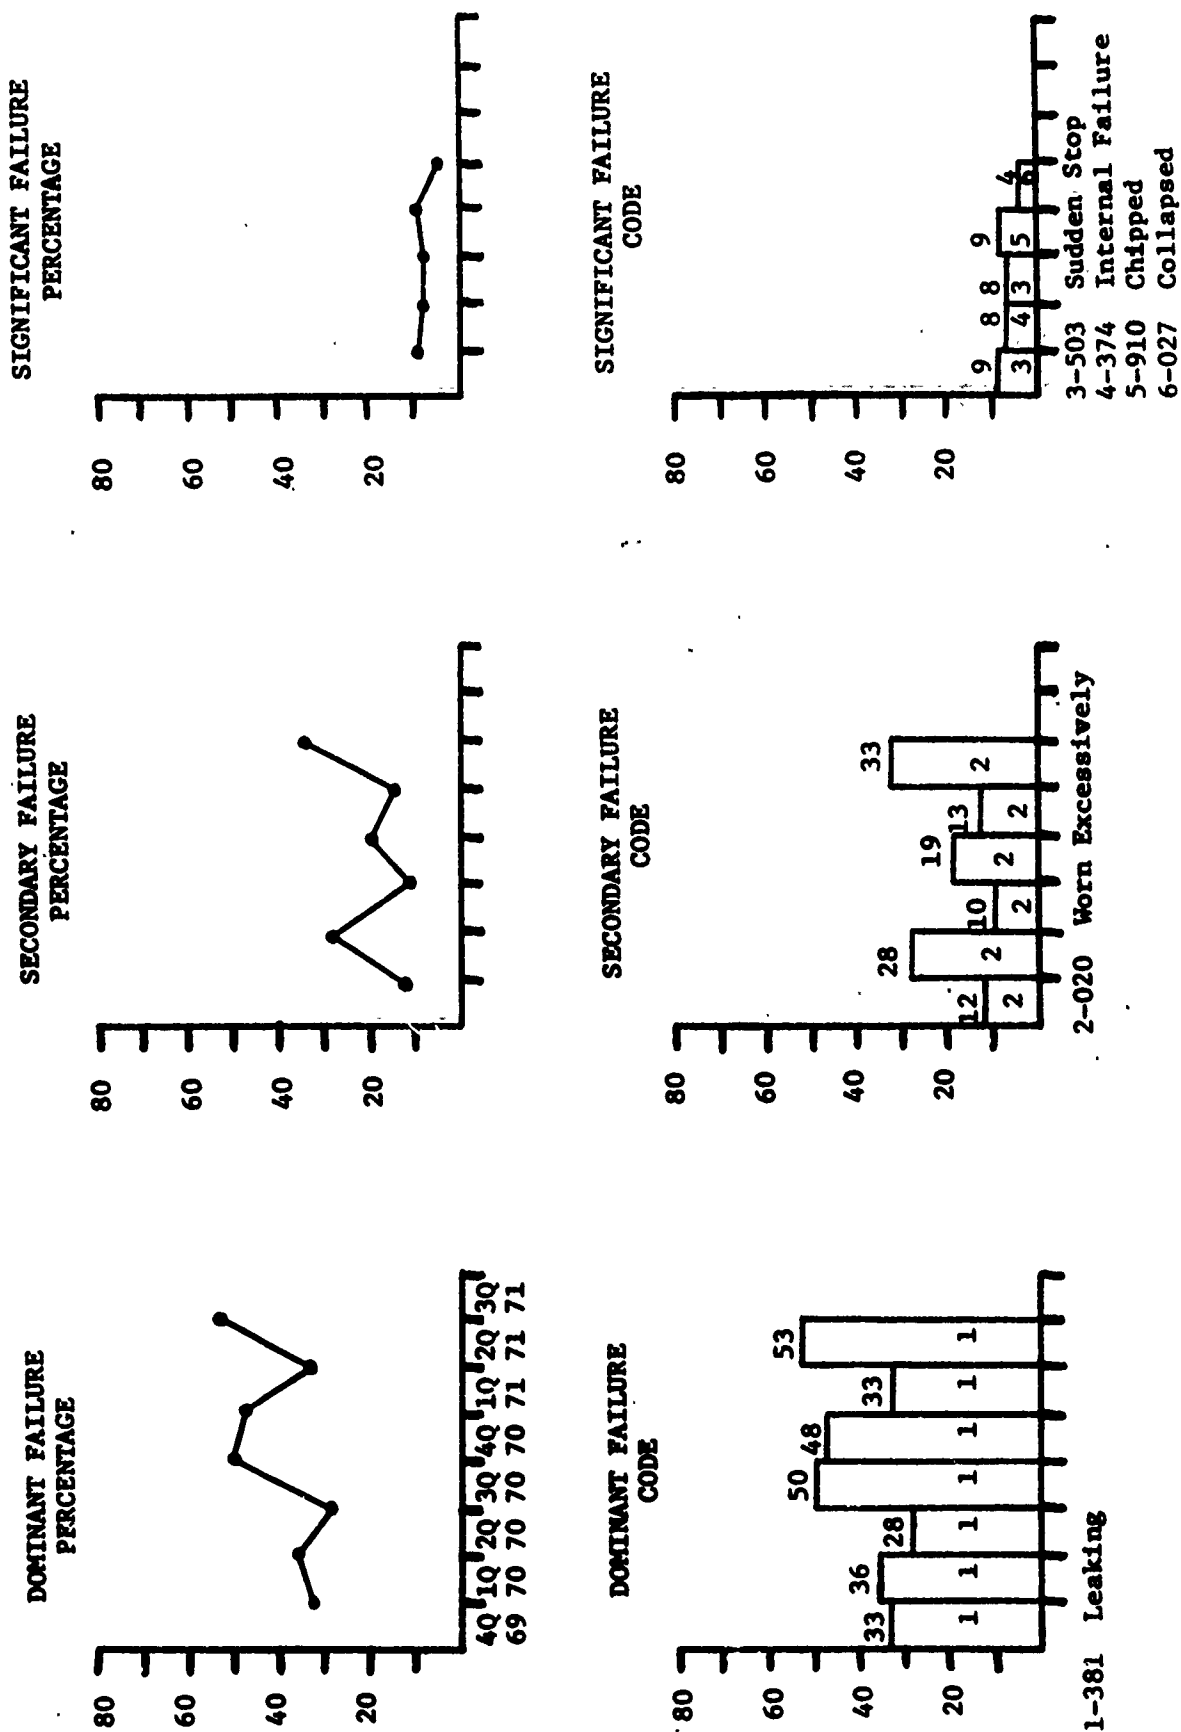 DOMINANT FAILURE
PERCENTAGE
80
60
40
20
4Q 1Q 2Q 3Q 4Q 1Q 2Q 3Q
69 70 70 70 70 71 71 71
SECONDARY FAILURE
PERCENTAGE
80
60
40
20
SIGNIFICANT FAILURE
PERCENTAGE
80
60
40
20
DOMINANT FAILURE
CODE
80
60
40
20
33 36 28 50 48 33 53
1 1 1 1 1 1 1
1-381 Leaking
SECONDARY FAILURE
CODE
80
60
40
20
12 28 10 19 13 33
2 2 2 2 2 2
2-020 Worn Excessively
SIGNIFICANT FAILURE
CODE
80
60
40
20
9 8 8 9 4
3 4 3 5 6
3-503 Sudden Stop
4-374 Internal Failure
5-910 Chipped
6-027 Collapsed